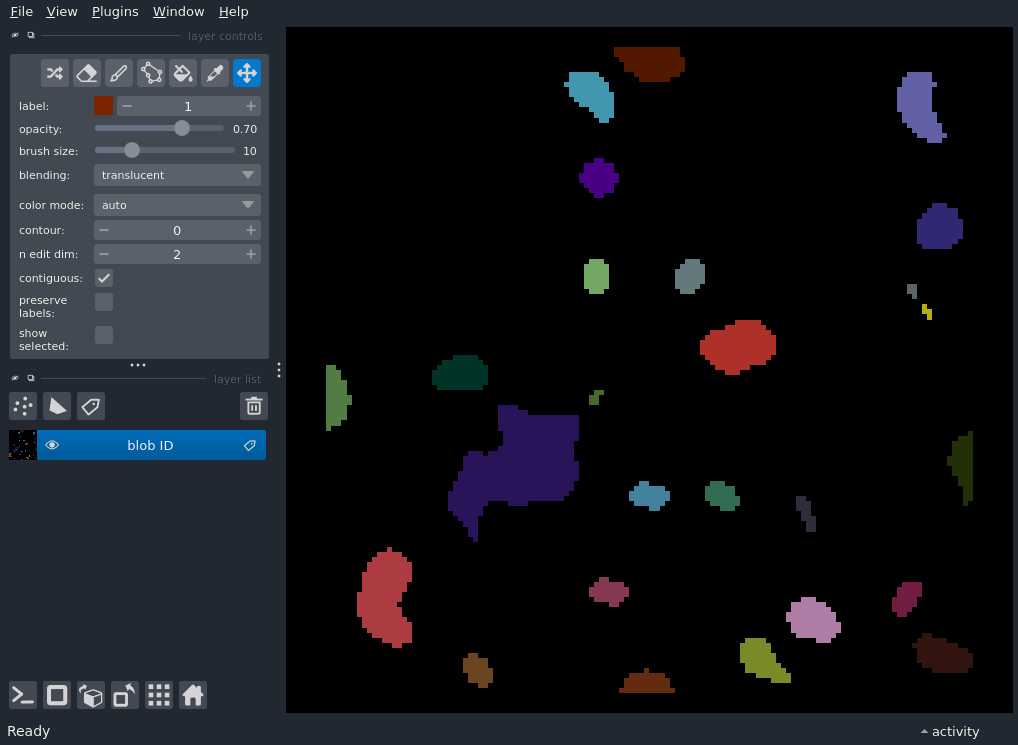 File View Plugins Window Help
layer controls
label: 1
opacity: 0.70
brush size: 10
blending: translucent
color mode: auto
contour: 0
n edit dim: 2
contiguous:
preserve
labels:
show
selected:
layer list
blob ID
Ready
activity